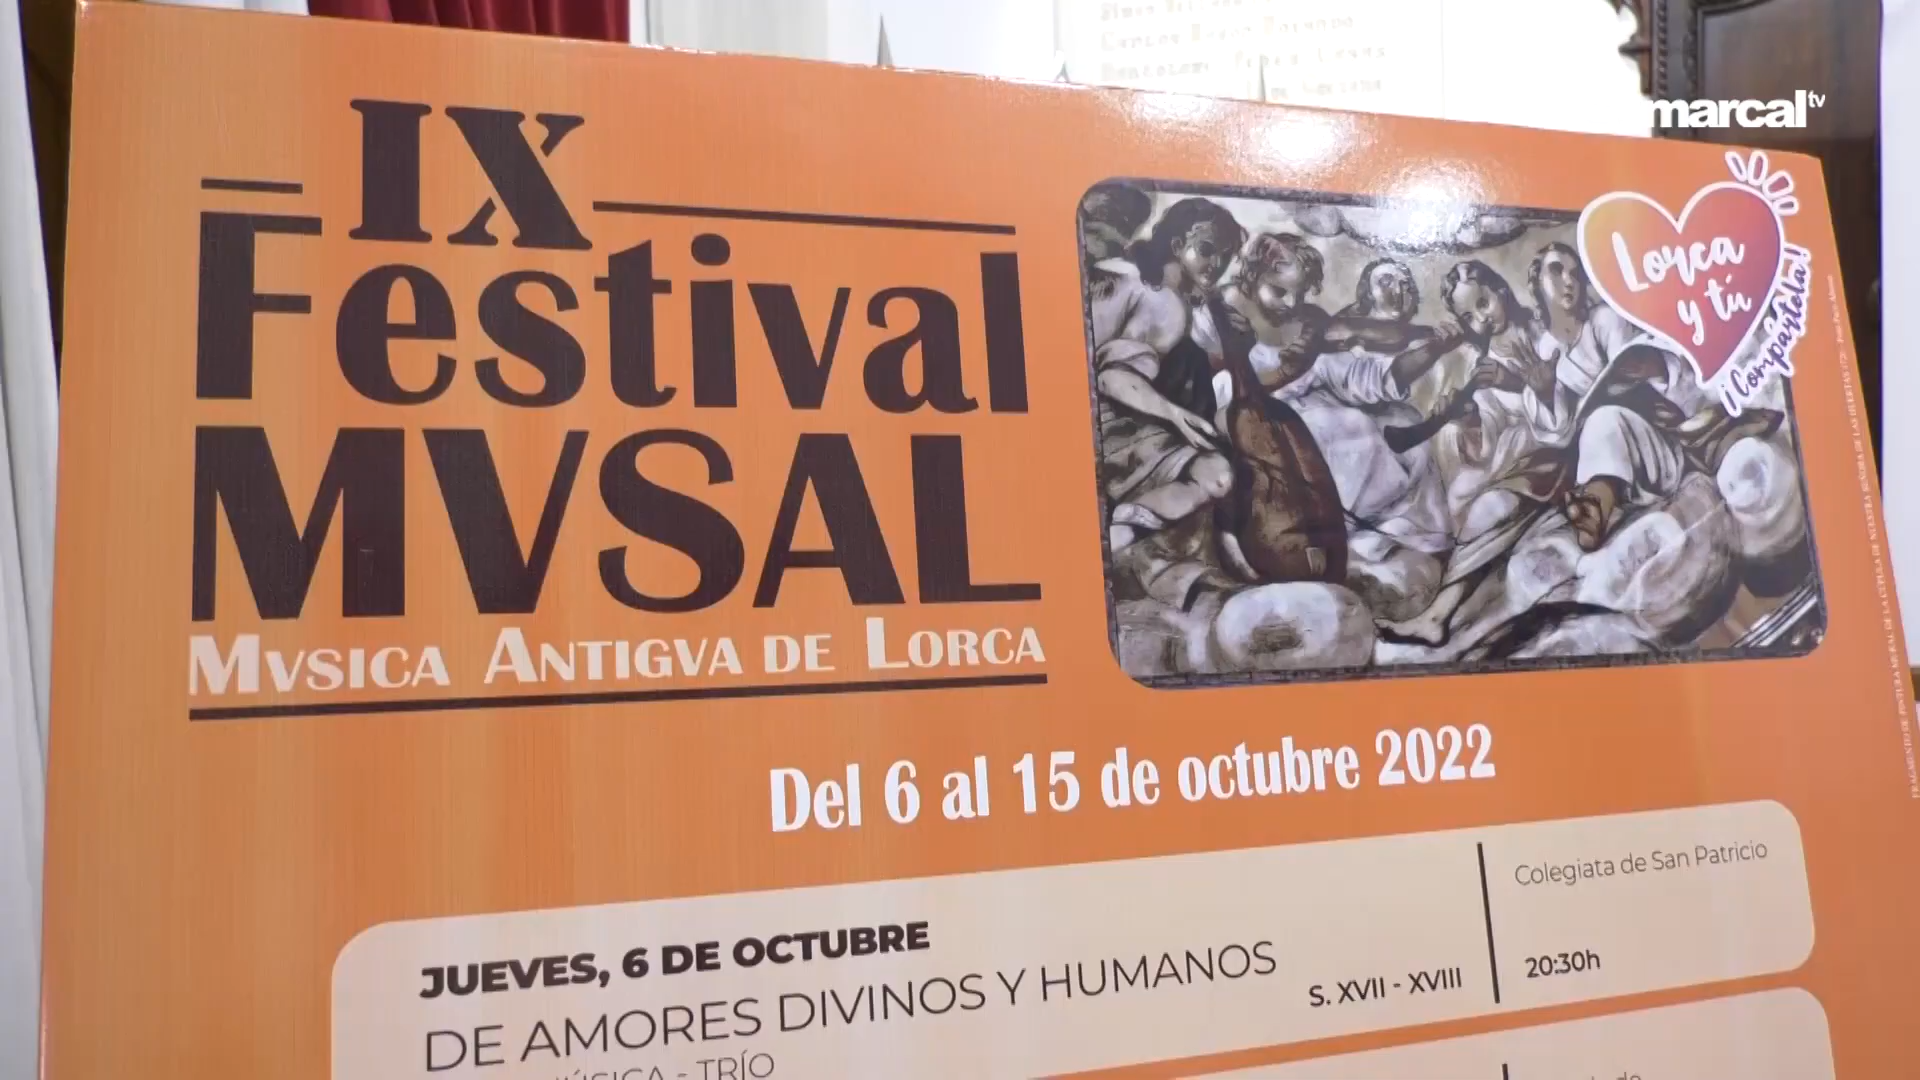 marcal tv
IX
Festival
MVSAL
MVSICA ANTIGVA DE LORCA
Lorca
y tú
¡Compártela!
Del 6 al 15 de octubre 2022
JUEVES, 6 DE OCTUBRE
DE AMORES DIVINOS Y HUMANOS
S. XVII - XVIII
Colegiata de San Patricio
20:30h
- TRÍO